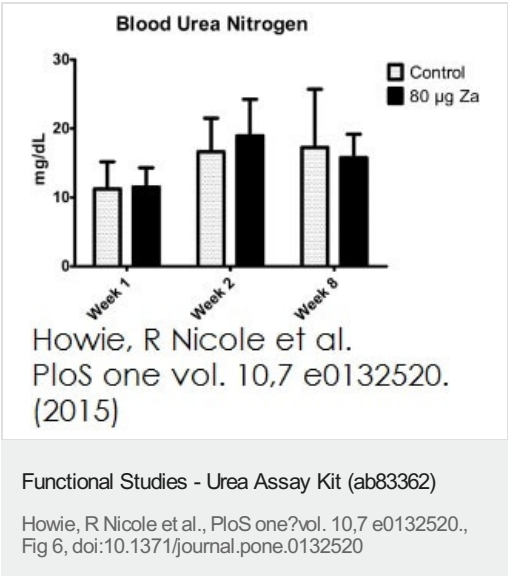 Blood Urea Nitrogen
30
20
10
0
mg/dL
Control
80 µg Za
Week 1
Week 2
Week 8
Howie, R Nicole et al.
PloS one vol. 10,7 e0132520.
(2015)
Functional Studies - Urea Assay Kit (ab83362)
Howie, R Nicole et al., PloS one?vol. 10,7 e0132520.,
Fig 6, doi:10.1371/journal.pone.0132520